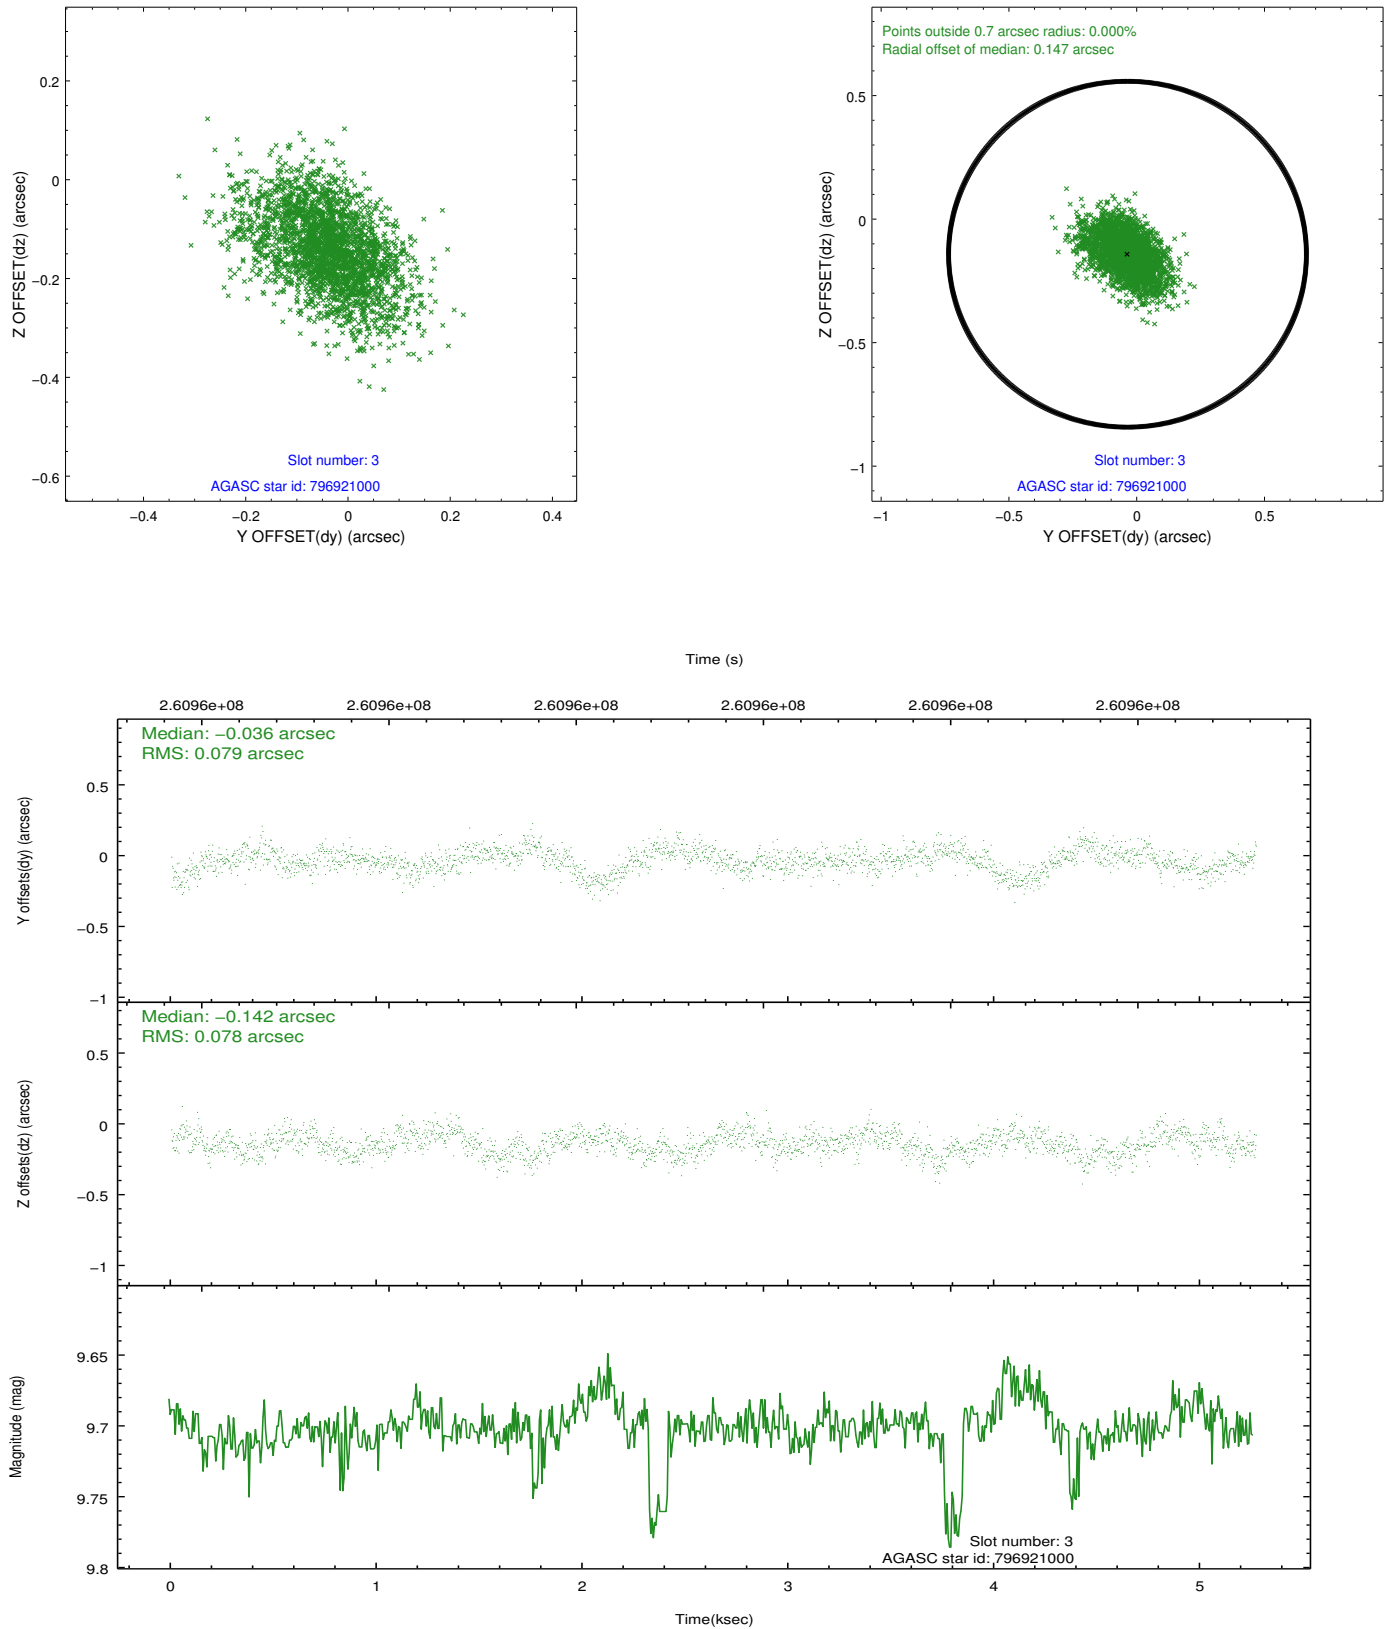 0.2
0
−0.2
−0.4
−0.6
Z OFFSET(dz) (arcsec)
Slot number: 3
AGASC star id: 796921000
−0.4 −0.2 0 0.2 0.4
Y OFFSET(dy) (arcsec)
Points outside 0.7 arcsec radius: 0.000%
Radial offset of median: 0.147 arcsec
0.5
0
−0.5
−1
Z OFFSET(dz) (arcsec)
Slot number: 3
AGASC star id: 796921000
−1 −0.5 0 0.5
Y OFFSET(dy) (arcsec)
Time (s)
2.6096e+08 2.6096e+08 2.6096e+08 2.6096e+08 2.6096e+08 2.6096e+08
Median: −0.036 arcsec
RMS: 0.079 arcsec
0.5
0
−0.5
−1
Y offsets(dy) (arcsec)
Median: −0.142 arcsec
RMS: 0.078 arcsec
0.5
0
−0.5
−1
Z offsets(dz) (arcsec)
9.65
9.7
9.75
9.8
Magnitude (mag)
Slot number: 3
AGASC star id: 796921000
0 1 2 3 4 5
Time(ksec)